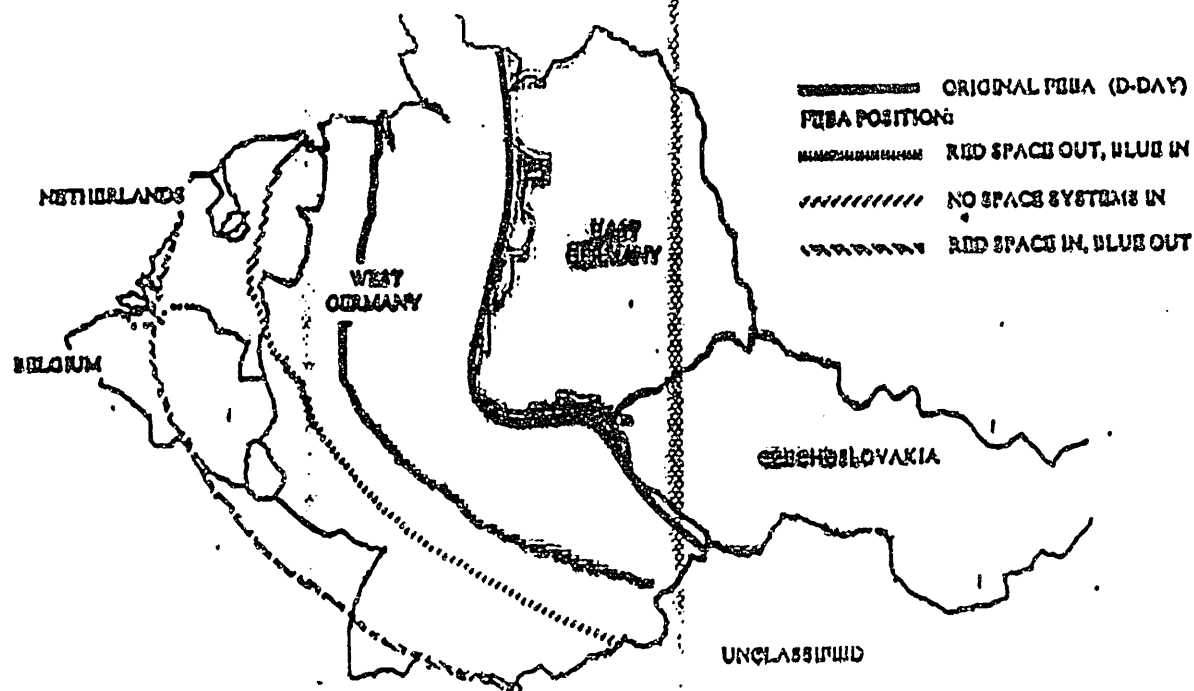 ORIGINAL FEBA (D-DAY)
FEBA POSITION:
RED SPACE OUT, BLUE IN
NO SPACE SYSTEMS IN
RED SPACE IN, BLUE OUT
NETHERLANDS
EAST
GERMANY
WEST
GERMANY
BELGIUM
CZECHOSLOVAKIA
UNCLASSIFIED